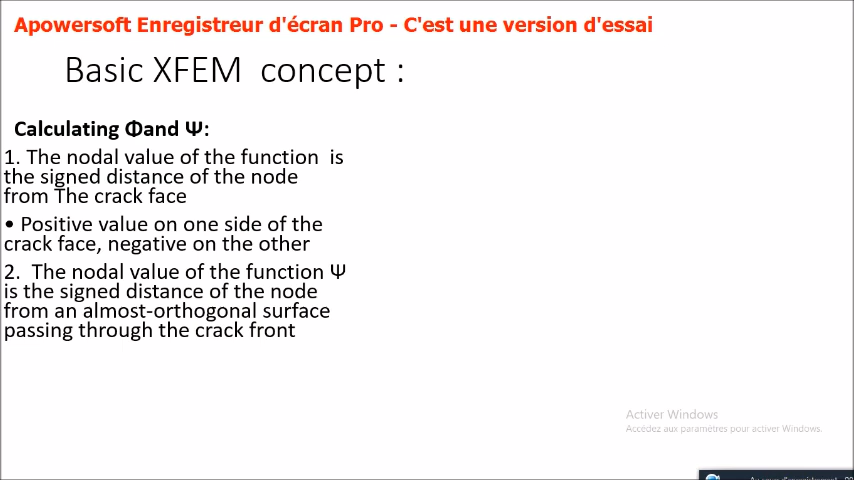 Apowersoft Enregistreur d'écran Pro - C'est une version d'essai
Basic XFEM concept :
Calculating Φand Ψ:
1. The nodal value of the function is
the signed distance of the node
from The crack face
• Positive value on one side of the
crack face, negative on the other
2. The nodal value of the function Ψ
is the signed distance of the node
from an almost-orthogonal surface
passing through the crack front
Activer Windows
Accédez aux paramètres pour activer Windows.